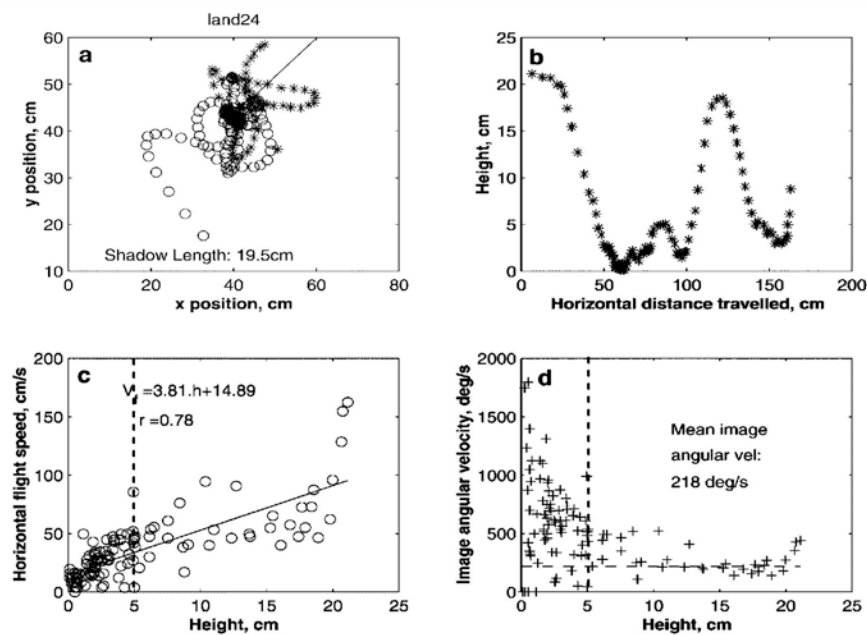 land24
a
60
50
40
30
20
10
y position, cm
Shadow Length: 19.5cm
0 20 40 60 80
x position, cm
b
25
20
15
10
5
0
Height, cm
0 50 100 150 200
Horizontal distance travelled, cm
c
200
150
100
50
0
Horizontal flight speed, cm/s
V =3.81.h+14.89
r =0.78
0 5 10 15 20 25
Height, cm
d
2000
1500
1000
500
0
Image angular velocity, deg/s
Mean image
angular vel:
218 deg/s
0 5 10 15 20 25
Height, cm